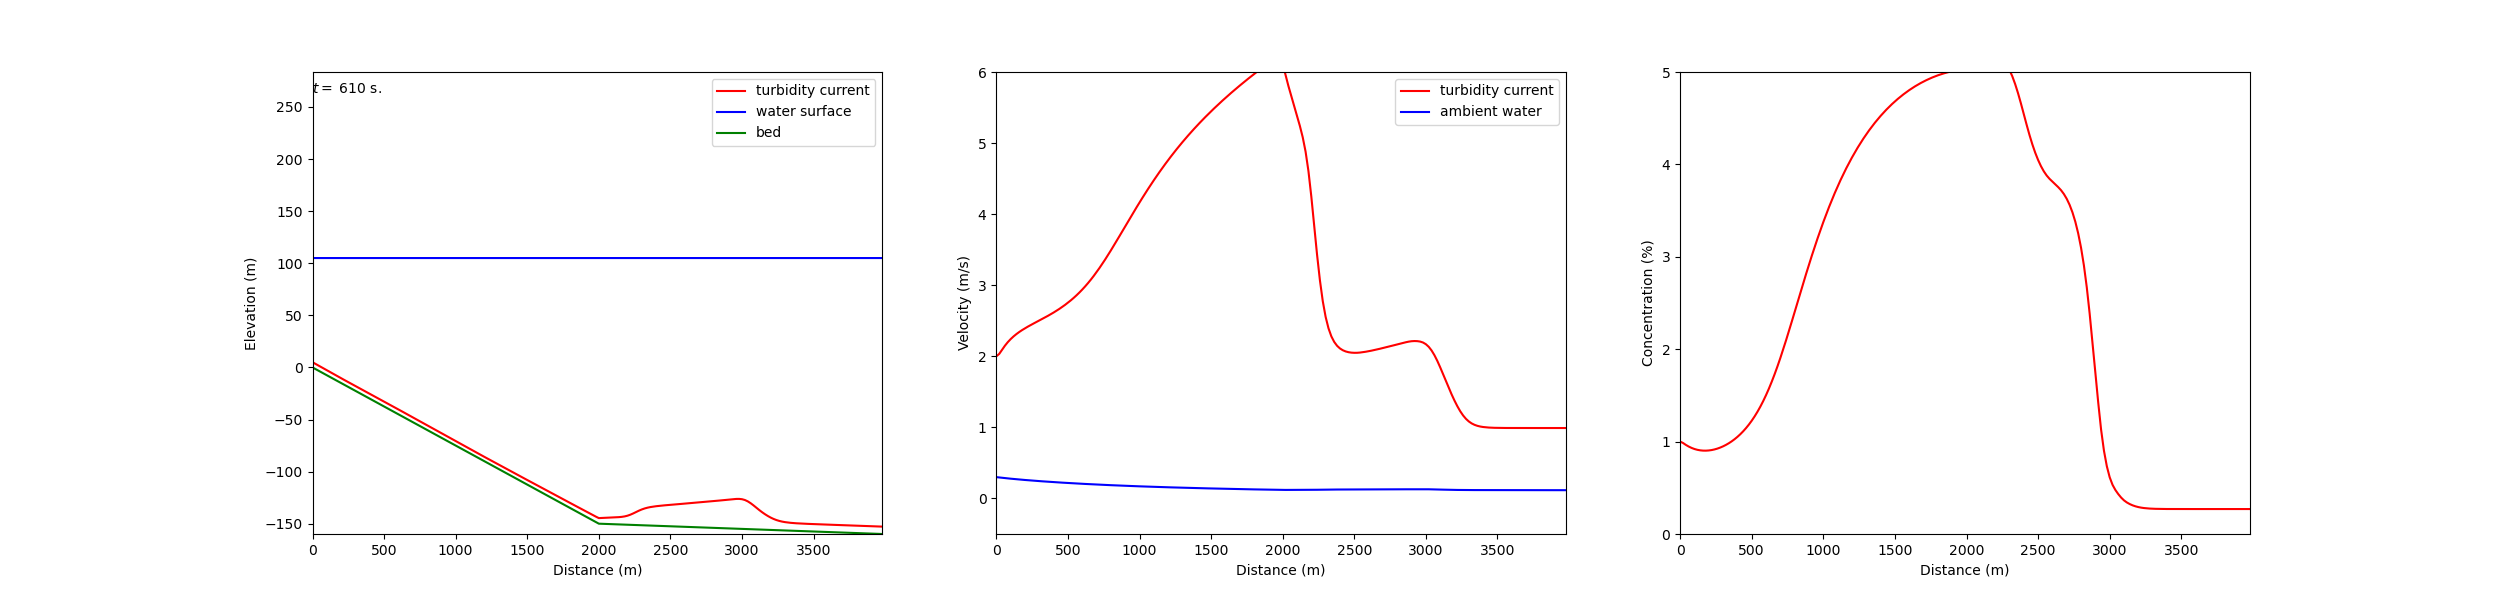 t = 610 s.
turbidity current
water surface
bed
250
200
150
100
50
0
−50
−100
−150
0 500 1000 1500 2000 2500 3000 3500
Distance (m)
Elevation (m)
turbidity current
ambient water
6
5
4
3
2
1
0
0 500 1000 1500 2000 2500 3000 3500
Distance (m)
Velocity (m/s)
5
4
3
2
1
0
0 500 1000 1500 2000 2500 3000 3500
Distance (m)
Concentration (%)